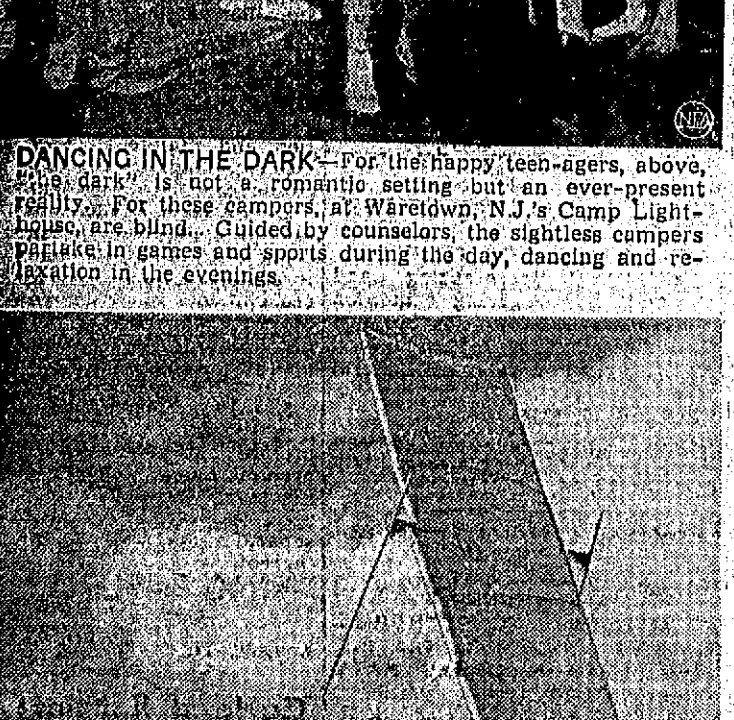 NEA
DANCING IN THE DARK—For the happy teen-agers, above,
"the dark" is not a romantic setting but an ever-present
reality. For these campers, at Waretown, N.J.'s Camp Light-
house, are blind. Guided by counselors, the sightless campers
partake in games and sports during the day, dancing and re-
laxation in the evenings.